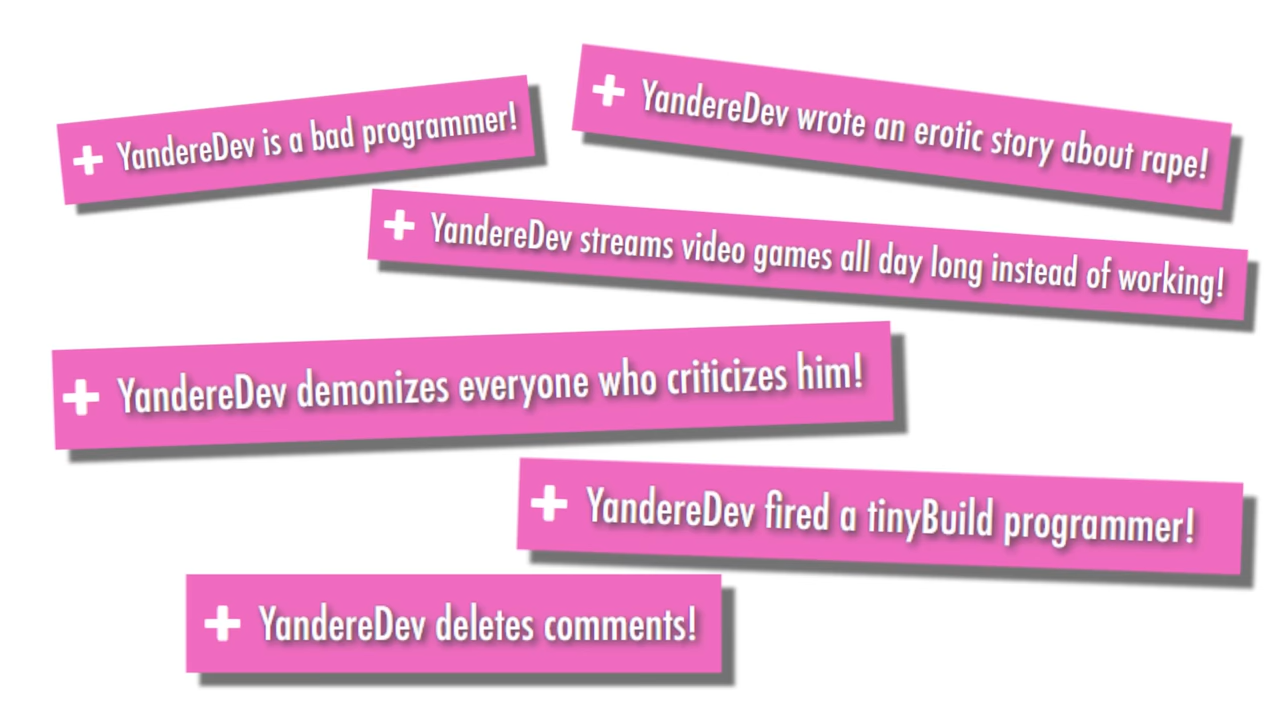 + YandereDev is a bad programmer!
+ YandereDev wrote an erotic story about rape!
+ YandereDev streams video games all day long instead of working!
+ YandereDev demonizes everyone who criticizes him!
+ YandereDev fired a tinyBuild programmer!
+ YandereDev deletes comments!